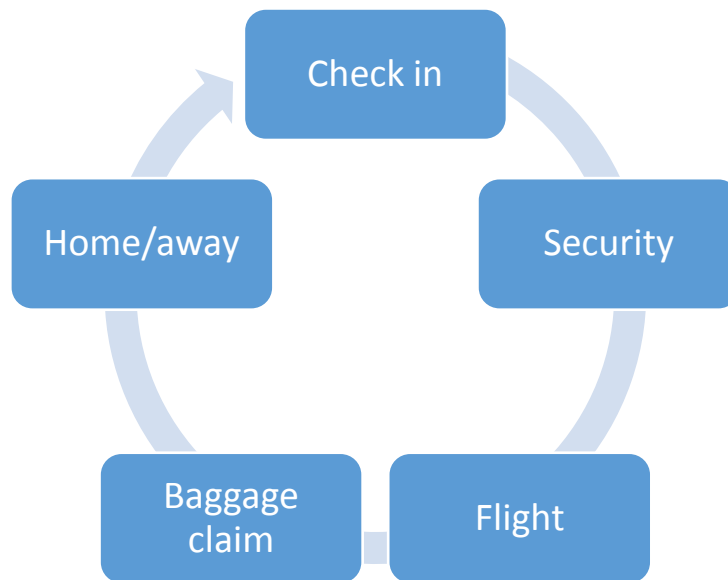 Check in
Security
Flight
Baggage
claim
Home/away